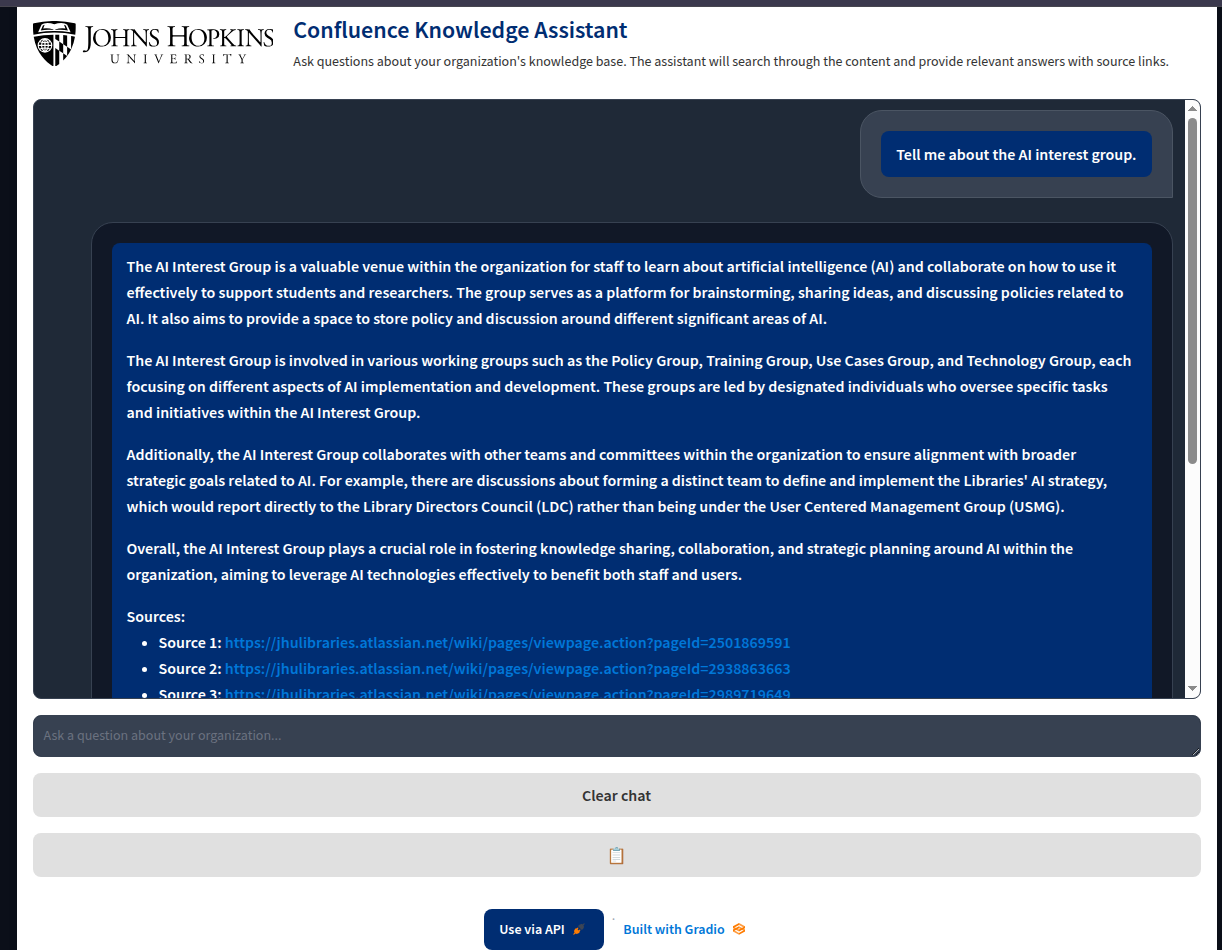 JOHNS HOPKINS
UNIVERSITY
Confluence Knowledge Assistant
Ask questions about your organization's knowledge base. The assistant will search through the content and provide relevant answers with source links.
Tell me about the AI interest group.
The AI Interest Group is a valuable venue within the organization for staff to learn about artificial intelligence (AI) and collaborate on how to use it
effectively to support students and researchers. The group serves as a platform for brainstorming, sharing ideas, and discussing policies related to
AI. It also aims to provide a space to store policy and discussion around different significant areas of AI.
The AI Interest Group is involved in various working groups such as the Policy Group, Training Group, Use Cases Group, and Technology Group, each
focusing on different aspects of AI implementation and development. These groups are led by designated individuals who oversee specific tasks
and initiatives within the AI Interest Group.
Additionally, the AI Interest Group collaborates with other teams and committees within the organization to ensure alignment with broader
strategic goals related to AI. For example, there are discussions about forming a distinct team to define and implement the Libraries' AI strategy,
which would report directly to the Library Directors Council (LDC) rather than being under the User Centered Management Group (USMG).
Overall, the AI Interest Group plays a crucial role in fostering knowledge sharing, collaboration, and strategic planning around AI within the
organization, aiming to leverage AI technologies effectively to benefit both staff and users.
Sources:
• Source 1: https://jhulibraries.atlassian.net/wiki/pages/viewpage.action?pageId=2501869591
• Source 2: https://jhulibraries.atlassian.net/wiki/pages/viewpage.action?pageId=2938863663
• Source 3: https://jhulibraries.atlassian.net/wiki/pages/viewpage.action?pageId=2989719649
Ask a question about your organization...
Clear chat
Use via API · Built with Gradio